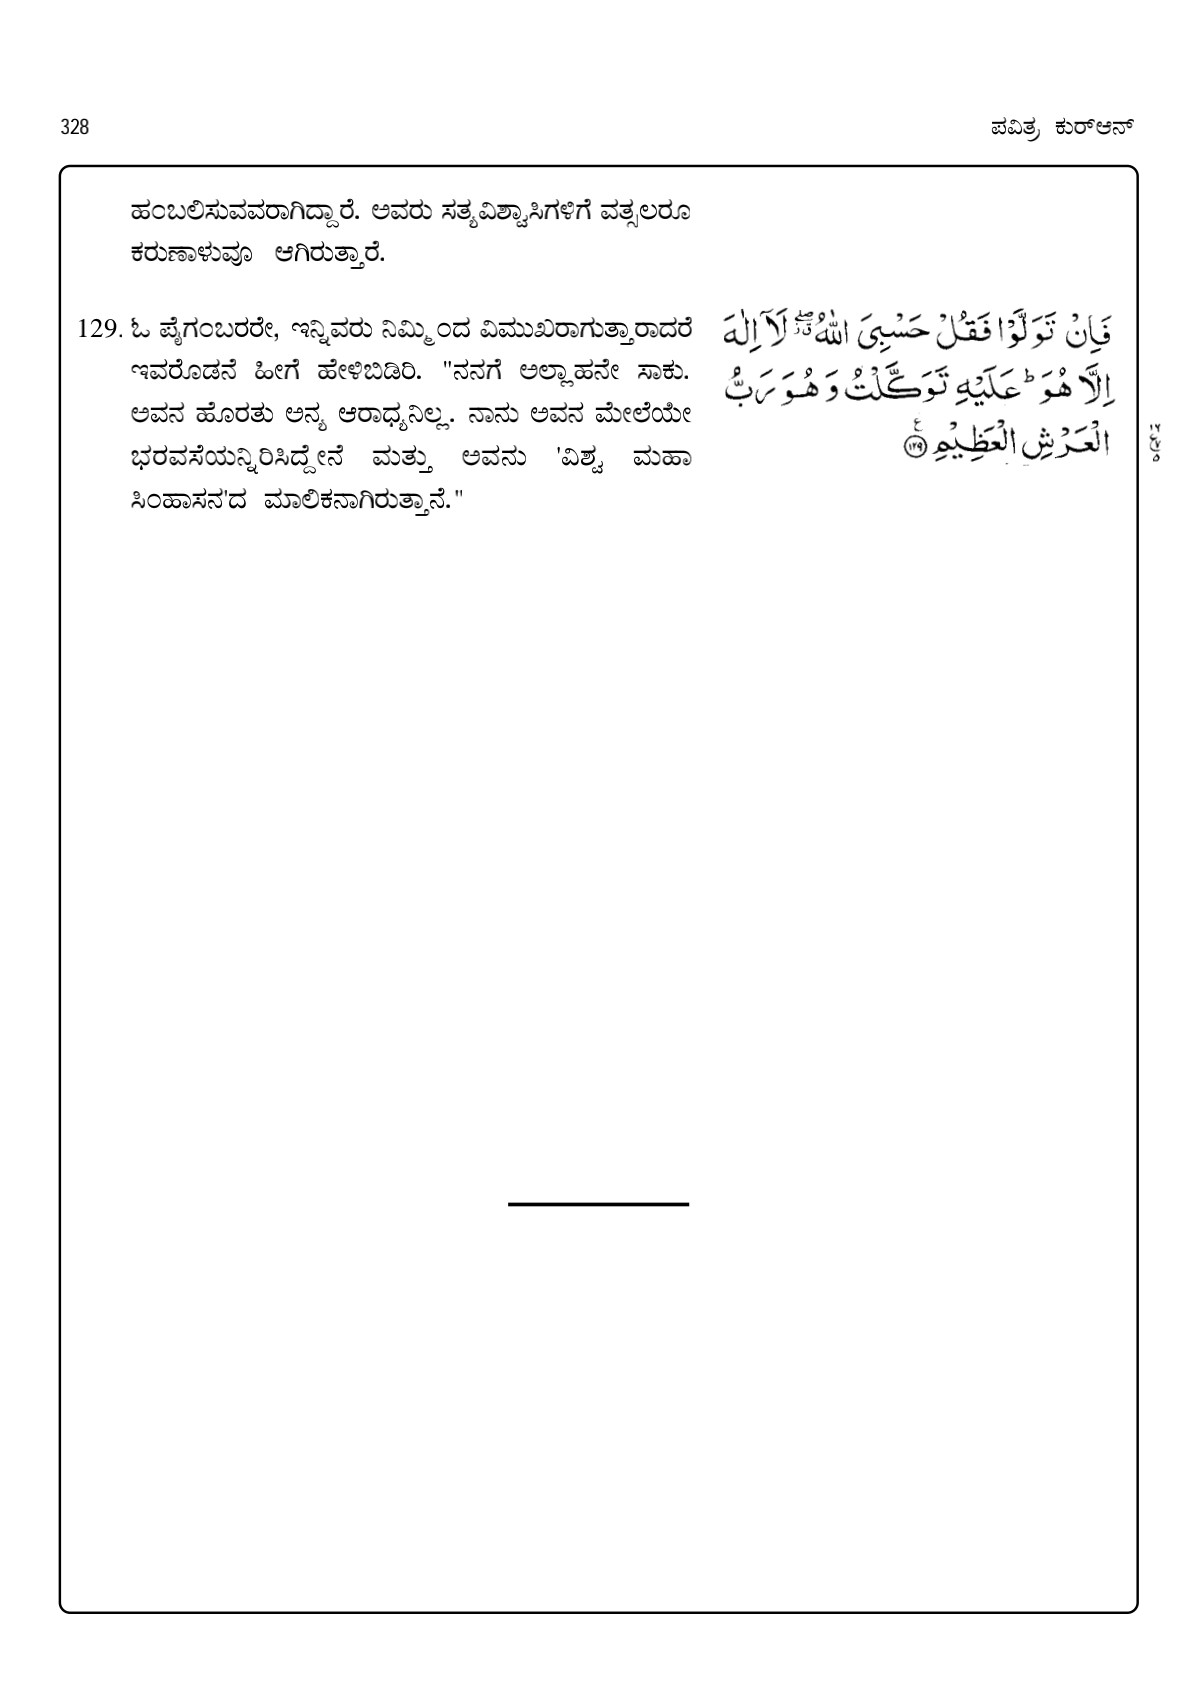 328
ಪವಿತ್ರ ಕುರ್‌ಆನ್
ಹಂಬಲಿಸುವವರಾಗಿದ್ದಾರೆ. ಅವರು ಸತ್ಯವಿಶ್ವಾಸಿಗಳಿಗೆ ವತ್ಸಲರೂ
ಕರುಣಾಳುವೂ ಆಗಿರುತ್ತಾರೆ.
129. ಓ ಪೈಗಂಬರರೇ, ಇನ್ನಿವರು ನಿಮ್ಮಿಂದ ವಿಮುಖರಾಗುತ್ತಾರಾದರೆ
ಇವರೊಡನೆ ಹೀಗೆ ಹೇಳಿಬಿಡಿರಿ. "ನನಗೆ ಅಲ್ಲಾಹನೇ ಸಾಕು.
ಅವನ ಹೊರತು ಅನ್ಯ ಆರಾಧ್ಯನಿಲ್ಲ. ನಾನು ಅವನ ಮೇಲೆಯೇ
ಭರವಸೆಯನ್ನಿರಿಸಿದ್ದೇನೆ ಮತ್ತು ಅವನು 'ವಿಶ್ವ ಮಹಾ
ಸಿಂಹಾಸನ'ದ ಮಾಲಿಕನಾಗಿರುತ್ತಾನೆ."
فَاِنْ تَوَلَّوْا فَقُلْ حَسْبِيَ اللّٰهُ ۖ لَآ اِلٰهَ
اِلَّا هُوَ ؕ عَلَيْهِ تَوَكَّلْتُ وَهُوَ رَبُّ
الْعَرْشِ الْعَظِيْمِ ﴿۱۲۹﴾